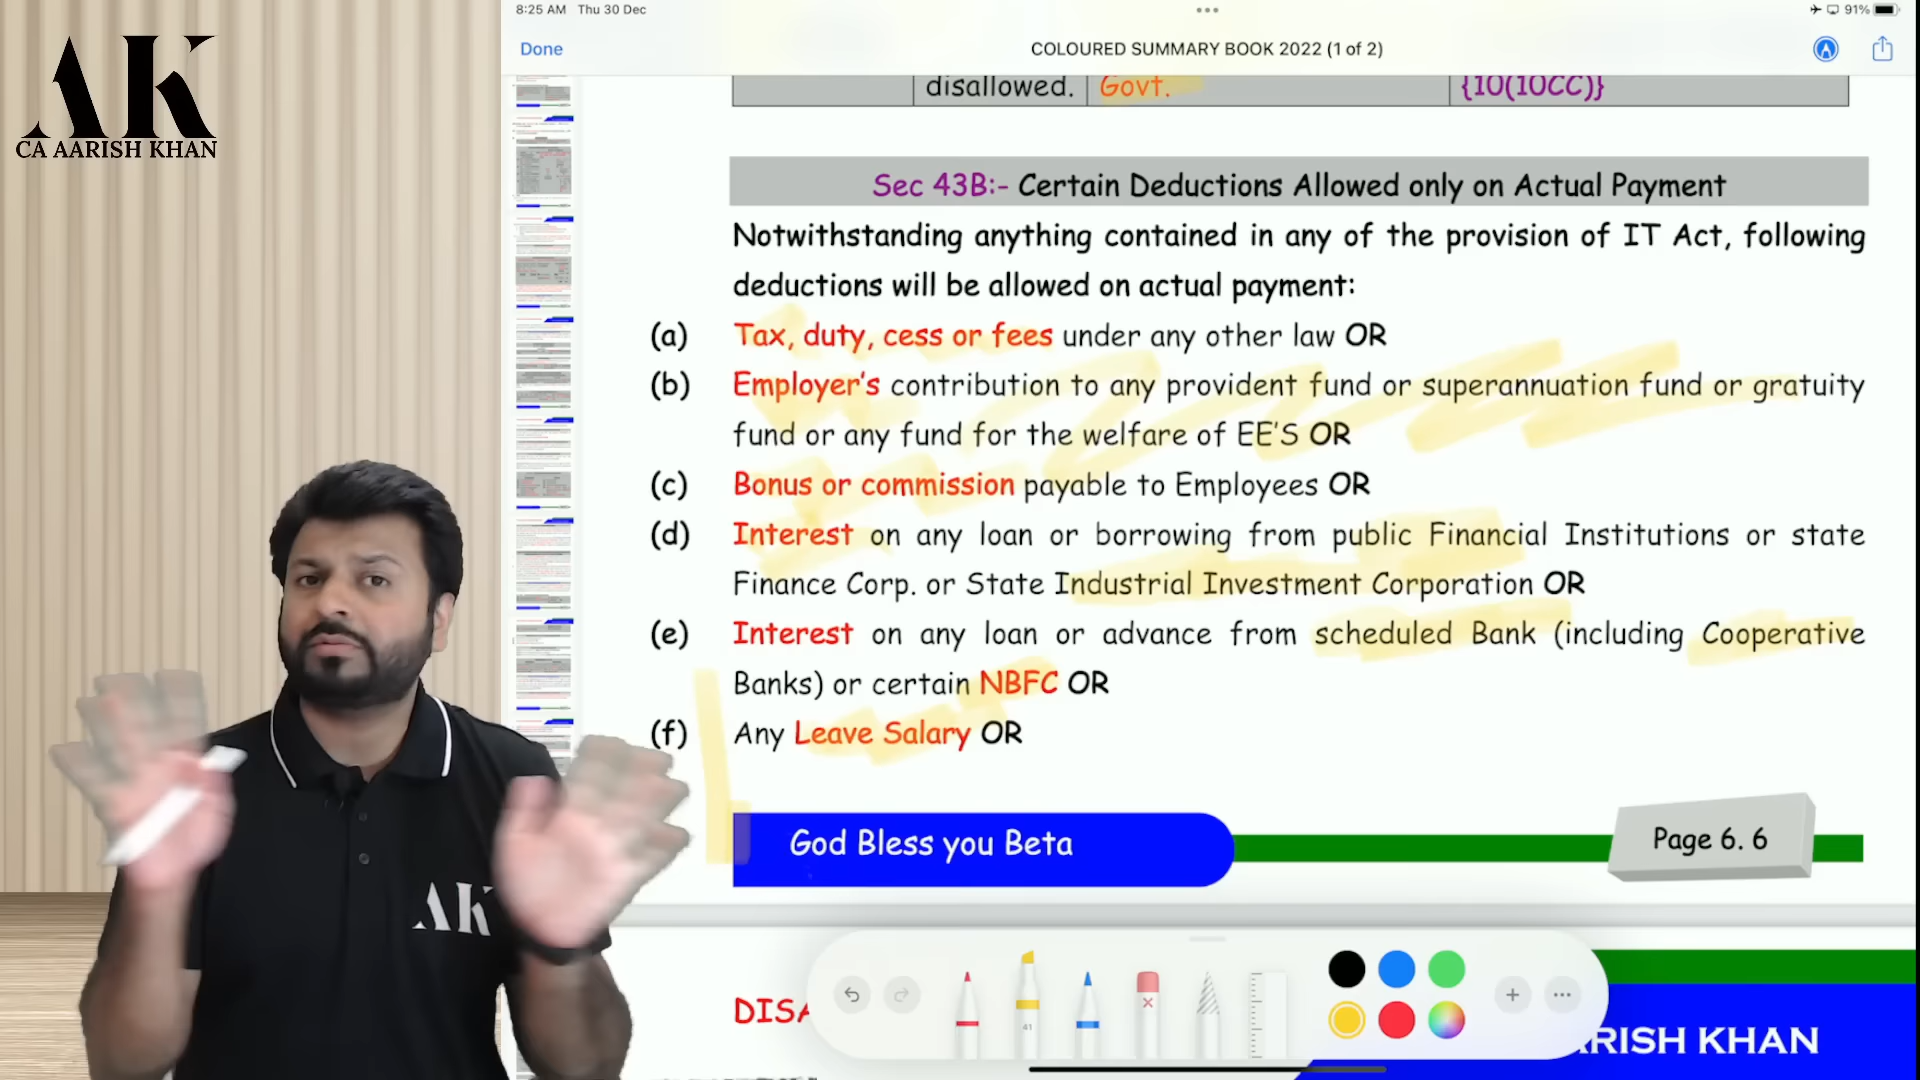 AK
CA AARISH KHAN
8:25 AM Thu 30 Dec
91%
Done
COLOURED SUMMARY BOOK 2022 (1 of 2)
disallowed. Govt. {10(10CC)}
Sec 43B:- Certain Deductions Allowed only on Actual Payment
Notwithstanding anything contained in any of the provision of IT Act, following
deductions will be allowed on actual payment:
(a) Tax, duty, cess or fees under any other law OR
(b) Employer's contribution to any provident fund or superannuation fund or gratuity
fund or any fund for the welfare of EE'S OR
(c) Bonus or commission payable to Employees OR
(d) Interest on any loan or borrowing from public Financial Institutions or state
Finance Corp. or State Industrial Investment Corporation OR
(e) Interest on any loan or advance from scheduled Bank (including Cooperative
Banks) or certain NBFC OR
(f) Any Leave Salary OR
God Bless you Beta
Page 6. 6
AK
41
DISA
RISH KHAN